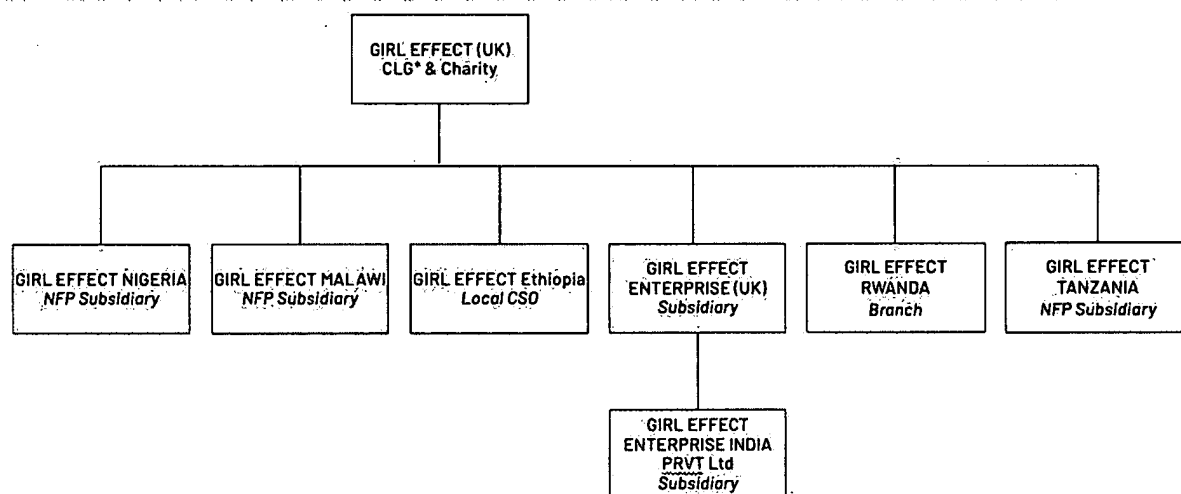 GIRL EFFECT (UK)
CLG* & Charity
GIRL EFFECT NIGERIA
NFP Subsidiary
GIRL EFFECT MALAWI
NFP Subsidiary
GIRL EFFECT Ethiopia
Local CSO
GIRL EFFECT
ENTERPRISE (UK)
Subsidiary
GIRL EFFECT
RWANDA
Branch
GIRL EFFECT
TANZANIA
NFP Subsidiary
GIRL EFFECT
ENTERPRISE INDIA
PRVT Ltd
Subsidiary